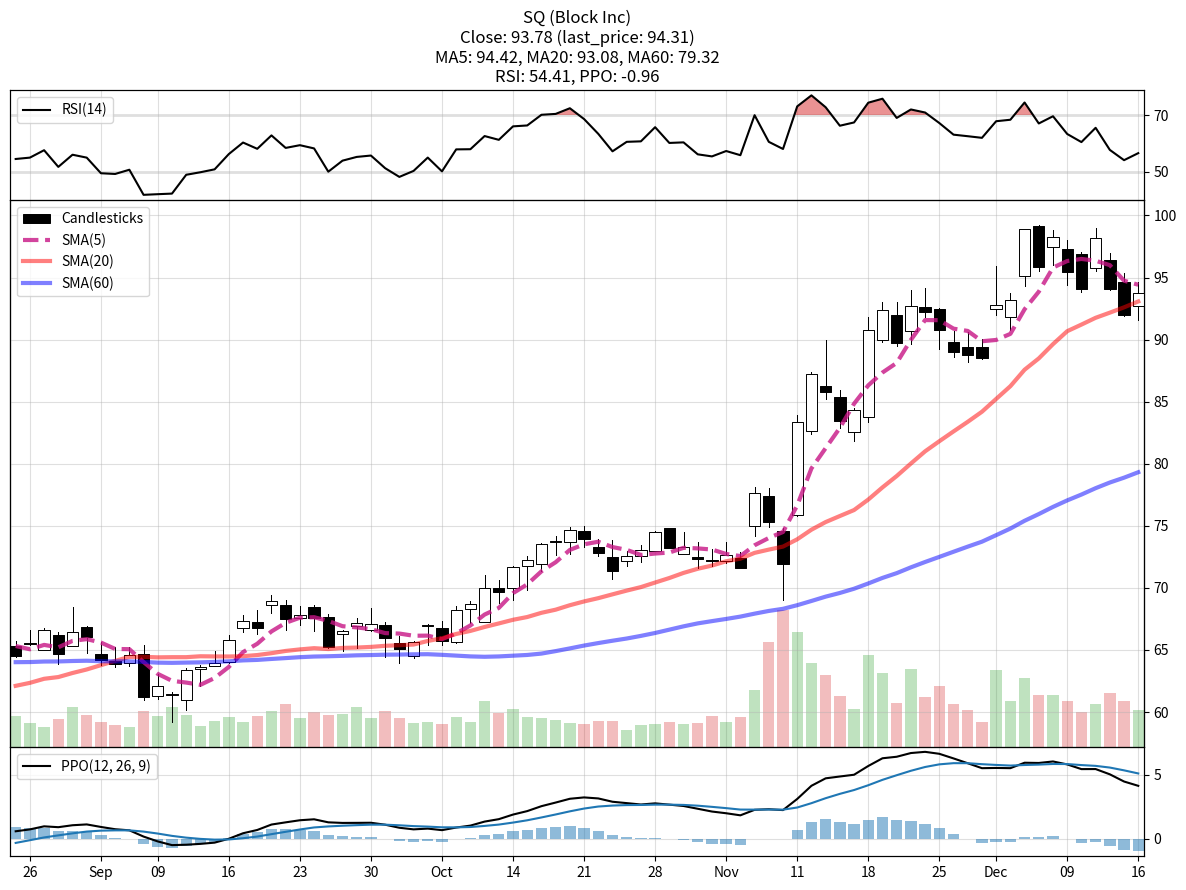 SQ (Block Inc)
Close: 93.78 (last_price: 94.31)
MA5: 94.42, MA20: 93.08, MA60: 79.32
RSI: 54.41, PPO: -0.96
RSI(14)
70
50
Candlesticks
SMA(5)
SMA(20)
SMA(60)
100
95
90
85
80
75
70
65
60
PPO(12, 26, 9)
5
0
26 Sep 09 16 23 30 Oct 14 21 28 Nov 11 18 25 Dec 09 16